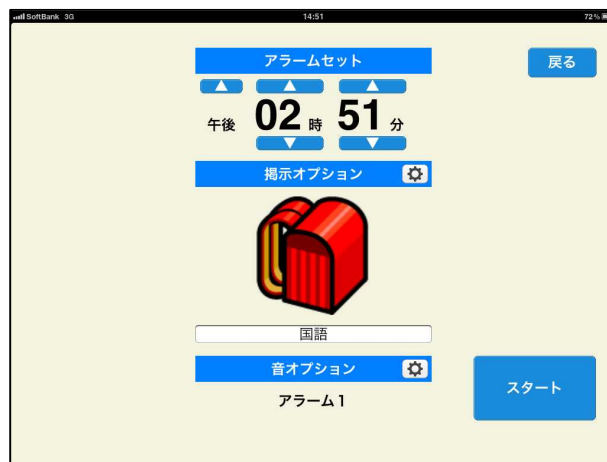 SoftBank 3G 14:51 72%
アラームセット
戻る
午後 02 時 51 分
掲示オプション
国語
音オプション
スタート
アラーム1